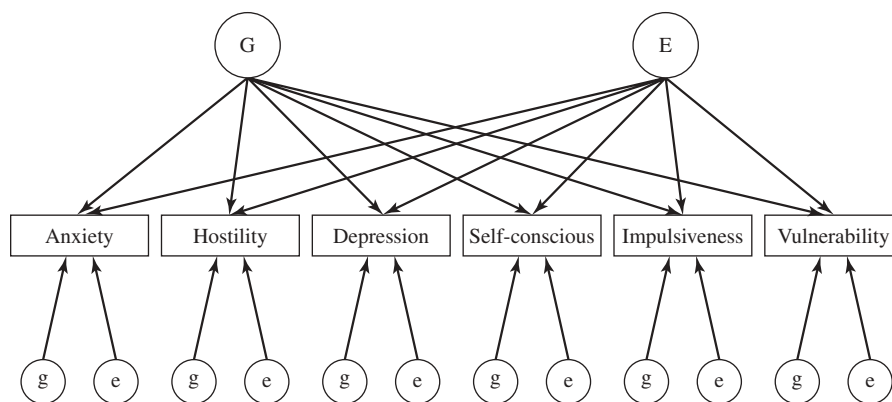 G E
Anxiety Hostility Depression Self-conscious Impulsiveness Vulnerability
g e g e g e g e g e g e